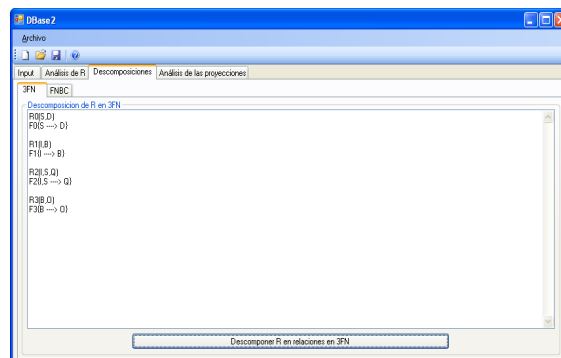 DBase2
Archivo
Input Análisis de R Descomposiciones Análisis de las proyecciones
3FN FNBC
Descomposicion de R en 3FN
R0(S,D)
F0{S ----> D}
R1(I,B)
F1{I ----> B}
R2(I,S,Q)
F2{I,S ----> Q}
R3(B,O)
F3{B ----> O}
Descomponer R en relaciones en 3FN